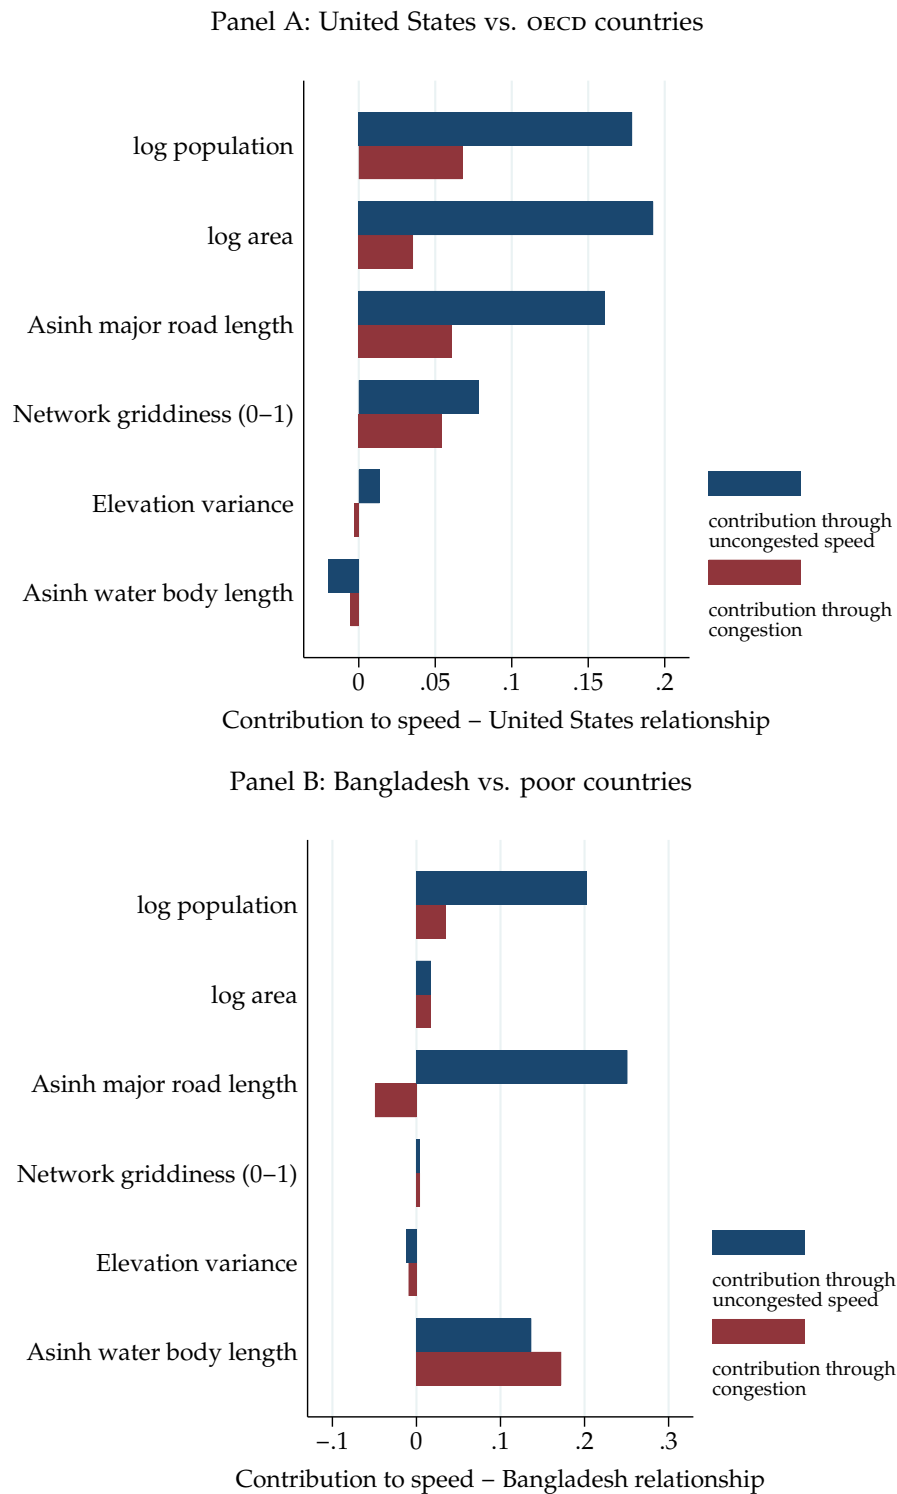 Panel A: United States vs. OECD countries
log population
log area
Asinh major road length
Network griddiness (0–1)
Elevation variance
Asinh water body length
contribution through
uncongested speed
contribution through
congestion
0 .05 .1 .15 .2
Contribution to speed – United States relationship
Panel B: Bangladesh vs. poor countries
log population
log area
Asinh major road length
Network griddiness (0–1)
Elevation variance
Asinh water body length
contribution through
uncongested speed
contribution through
congestion
−.1 0 .1 .2 .3
Contribution to speed – Bangladesh relationship